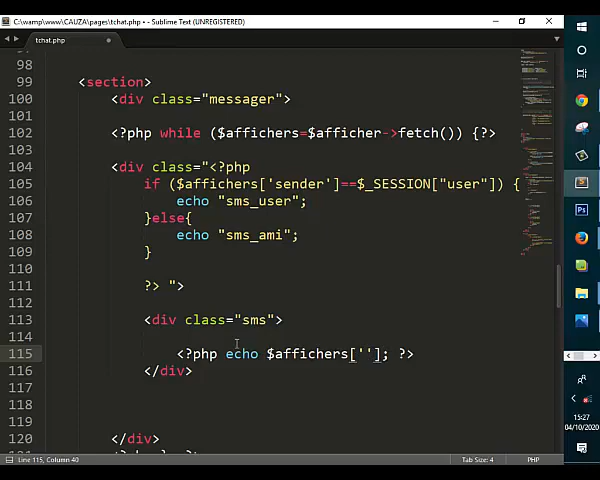 C:\wamp\www\CAUZA\pages\tchat.php • - Sublime Text (UNREGISTERED)
tchat.php
98
99 <section>
100 <div class="messager">
101
102 <?php while ($affichers=$afficher->fetch()) {?>
103
104 <div class="<?php
105 if ($affichers['sender']==$_SESSION["user"]) {
106 echo "sms_user";
107 }else{
108 echo "sms_ami";
109 }
110
111 ?> ">
112
113 <div class="sms">
114
115 <?php echo $affichers['']; ?>
116 </div>
117
118
119
120 </div>
Line 115, Column 40
Tab Size: 4
PHP
15:27
04/10/2020